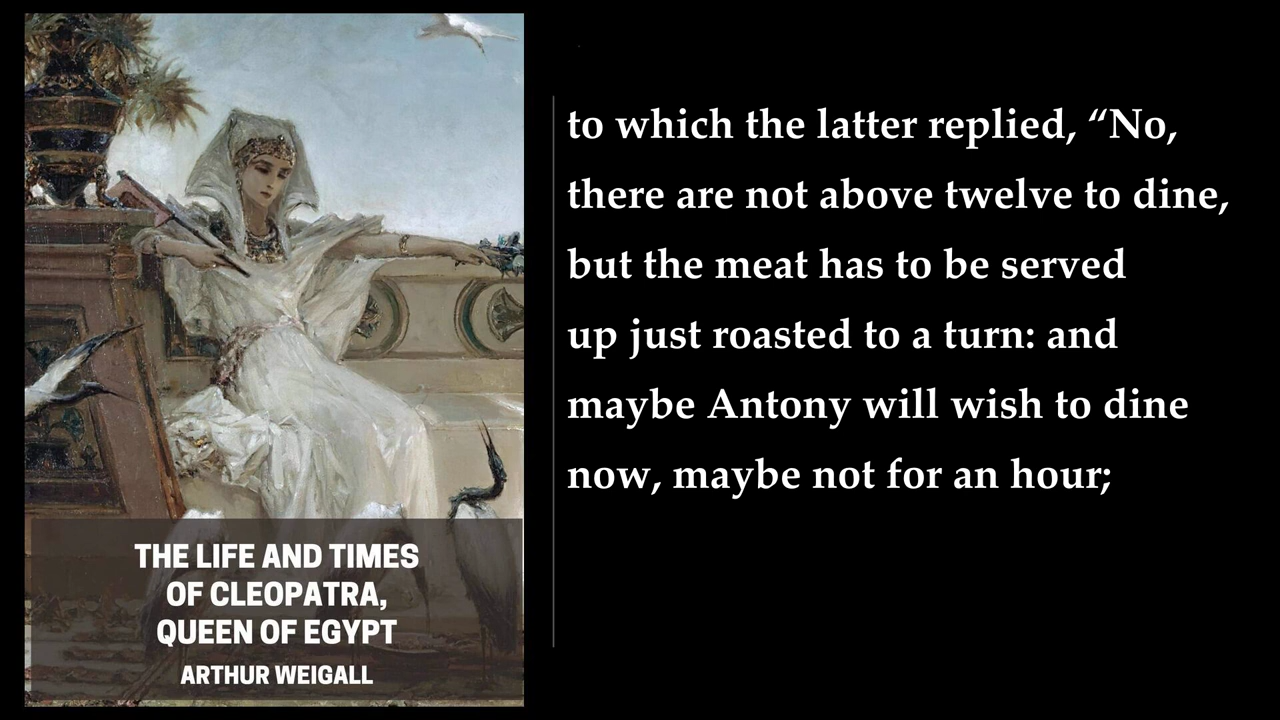 THE LIFE AND TIMES
OF CLEOPATRA,
QUEEN OF EGYPT
ARTHUR WEIGALL
to which the latter replied, “No,
there are not above twelve to dine,
but the meat has to be served
up just roasted to a turn: and
maybe Antony will wish to dine
now, maybe not for an hour;